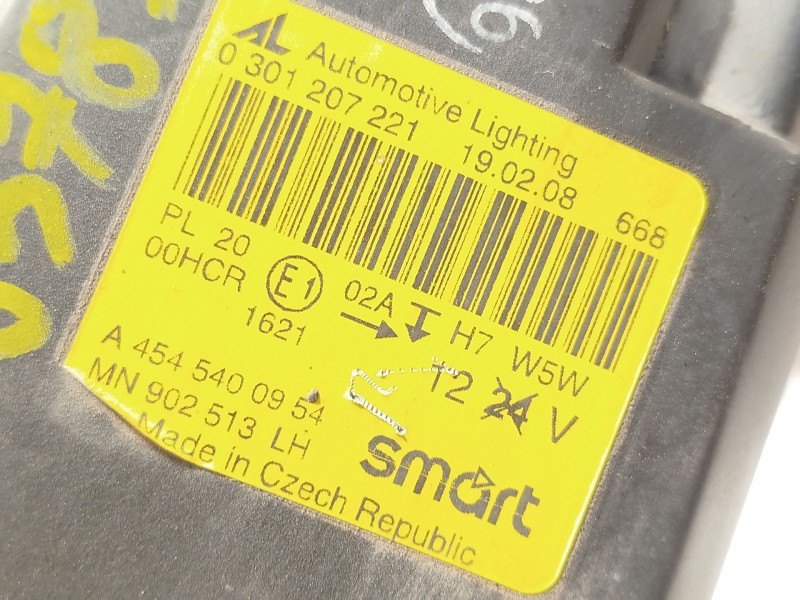 AL Automotive Lighting
0 301 207 221 19.02.08 668
PL 20
00HCR E1 02A H7 W5W
1621
12 24 V
A 454 540 09 54
MN 902 513 LH
smart
Made in Czech Republic